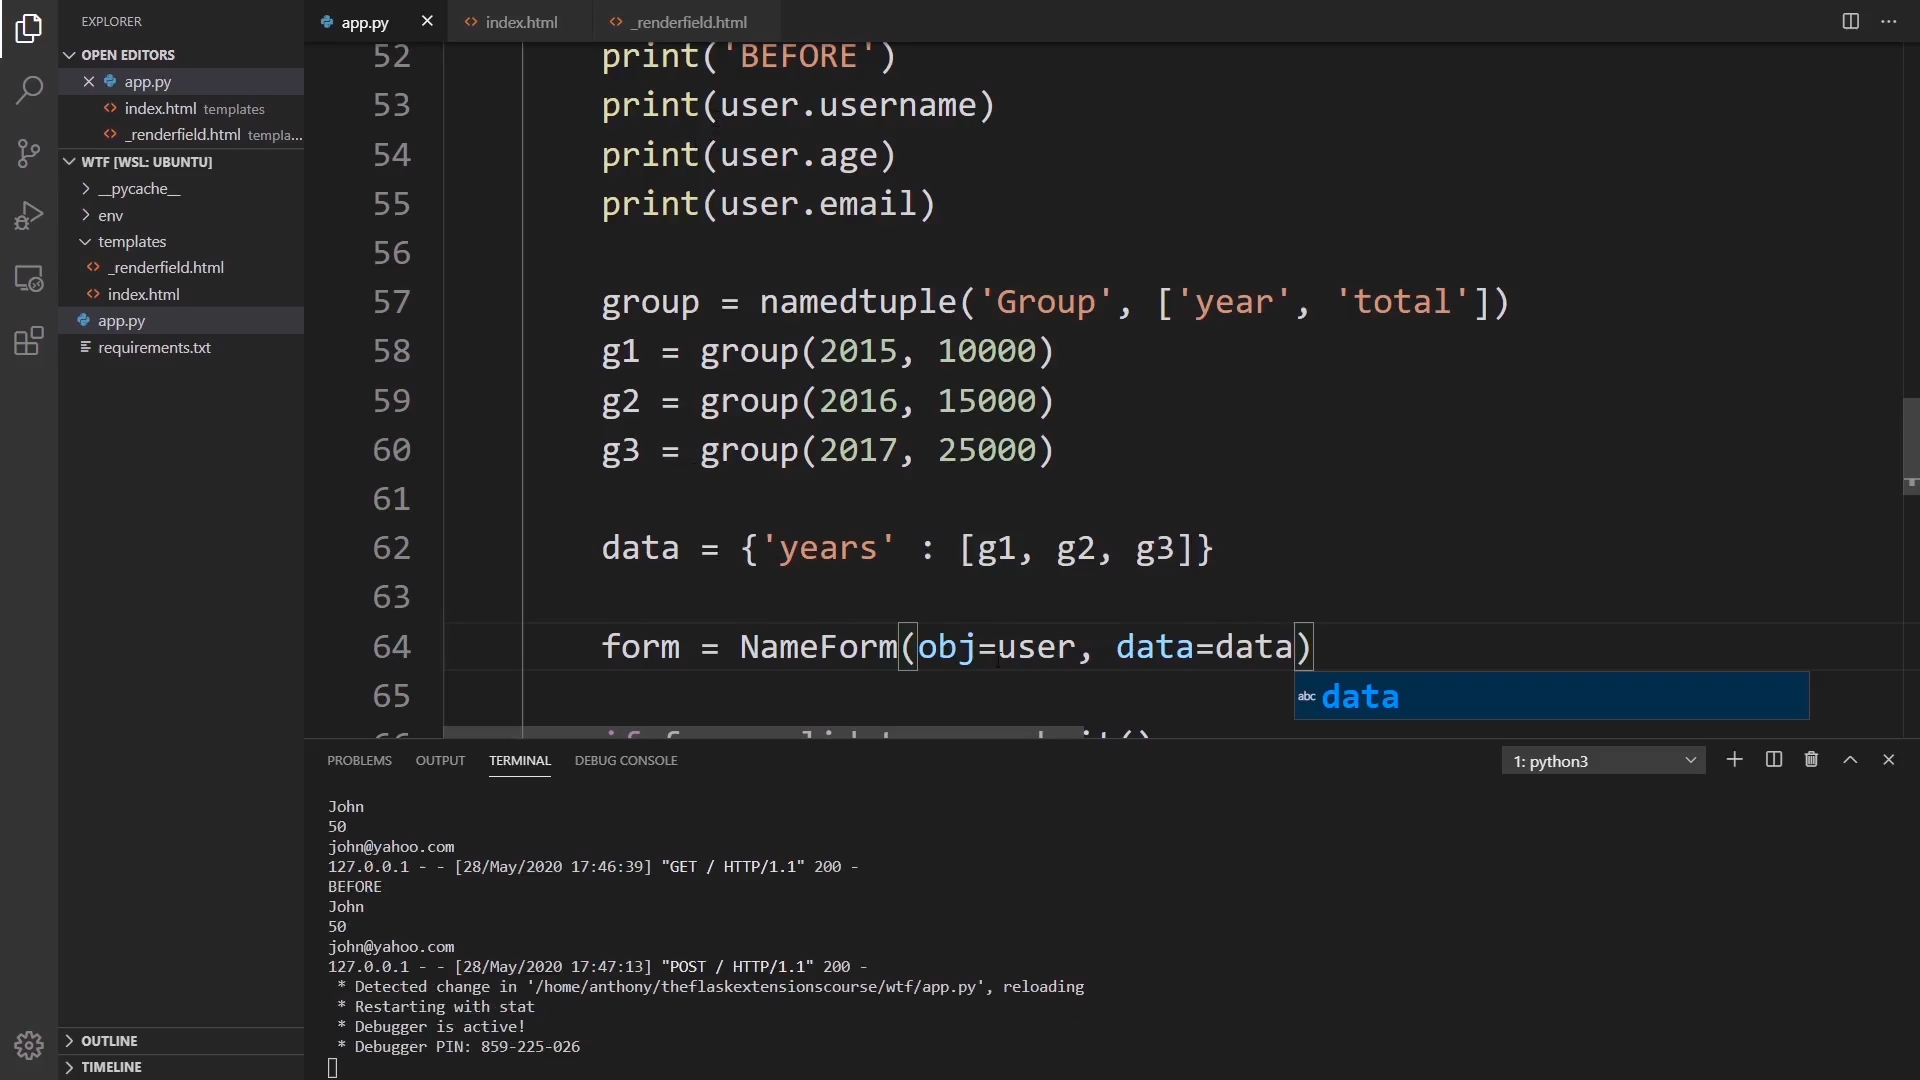 EXPLORER
OPEN EDITORS
app.py
index.html templates
_renderfield.html templa...
WTF [WSL: UBUNTU]
__pycache__
env
templates
_renderfield.html
index.html
app.py
requirements.txt
OUTLINE
TIMELINE
app.py
index.html
_renderfield.html
52 print('BEFORE')
53 print(user.username)
54 print(user.age)
55 print(user.email)
56
57 group = namedtuple('Group', ['year', 'total'])
58 g1 = group(2015, 10000)
59 g2 = group(2016, 15000)
60 g3 = group(2017, 25000)
61
62 data = {'years' : [g1, g2, g3]}
63
64 form = NameForm(obj=user, data=data)
65
abc data
PROBLEMS OUTPUT TERMINAL DEBUG CONSOLE
1: python3
John
50
john@yahoo.com
127.0.0.1 - - [28/May/2020 17:46:39] "GET / HTTP/1.1" 200 -
BEFORE
John
50
john@yahoo.com
127.0.0.1 - - [28/May/2020 17:47:13] "POST / HTTP/1.1" 200 -
* Detected change in '/home/anthony/theflaskextensionscourse/wtf/app.py', reloading
* Restarting with stat
* Debugger is active!
* Debugger PIN: 859-225-026